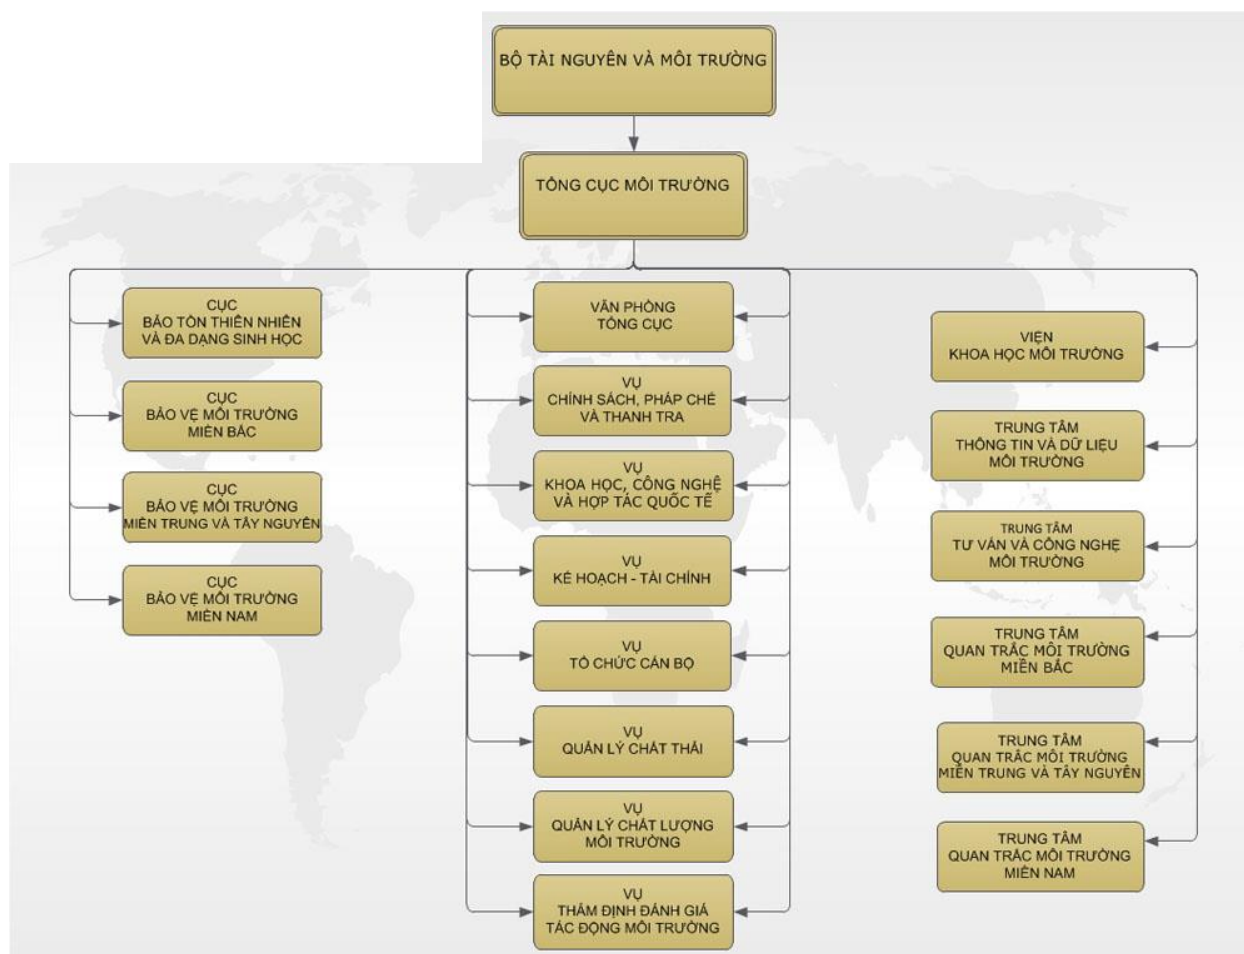 BỘ TÀI NGUYÊN VÀ MÔI TRƯỜNG
TỔNG CỤC MÔI TRƯỜNG
CỤC
BẢO TỒN THIÊN NHIÊN
VÀ ĐA DẠNG SINH HỌC
CỤC
BẢO VỆ MÔI TRƯỜNG
MIỀN BẮC
CỤC
BẢO VỆ MÔI TRƯỜNG
MIỀN TRUNG VÀ TÂY NGUYÊN
CỤC
BẢO VỆ MÔI TRƯỜNG
MIỀN NAM
VĂN PHÒNG
TỔNG CỤC
VỤ
CHÍNH SÁCH, PHÁP CHẾ
VÀ THANH TRA
VỤ
KHOA HỌC, CÔNG NGHỆ
VÀ HỢP TÁC QUỐC TẾ
VỤ
KẾ HOẠCH - TÀI CHÍNH
VỤ
TỔ CHỨC CÁN BỘ
VỤ
QUẢN LÝ CHẤT THẢI
VỤ
QUẢN LÝ CHẤT LƯỢNG
MÔI TRƯỜNG
VỤ
THẨM ĐỊNH ĐÁNH GIÁ
TÁC ĐỘNG MÔI TRƯỜNG
VIỆN
KHOA HỌC MÔI TRƯỜNG
TRUNG TÂM
THÔNG TIN VÀ DỮ LIỆU
MÔI TRƯỜNG
TRUNG TÂM
TƯ VẤN VÀ CÔNG NGHỆ
MÔI TRƯỜNG
TRUNG TÂM
QUAN TRẮC MÔI TRƯỜNG
MIỀN BẮC
TRUNG TÂM
QUAN TRẮC MÔI TRƯỜNG
MIỀN TRUNG VÀ TÂY NGUYÊN
TRUNG TÂM
QUAN TRẮC MÔI TRƯỜNG
MIỀN NAM